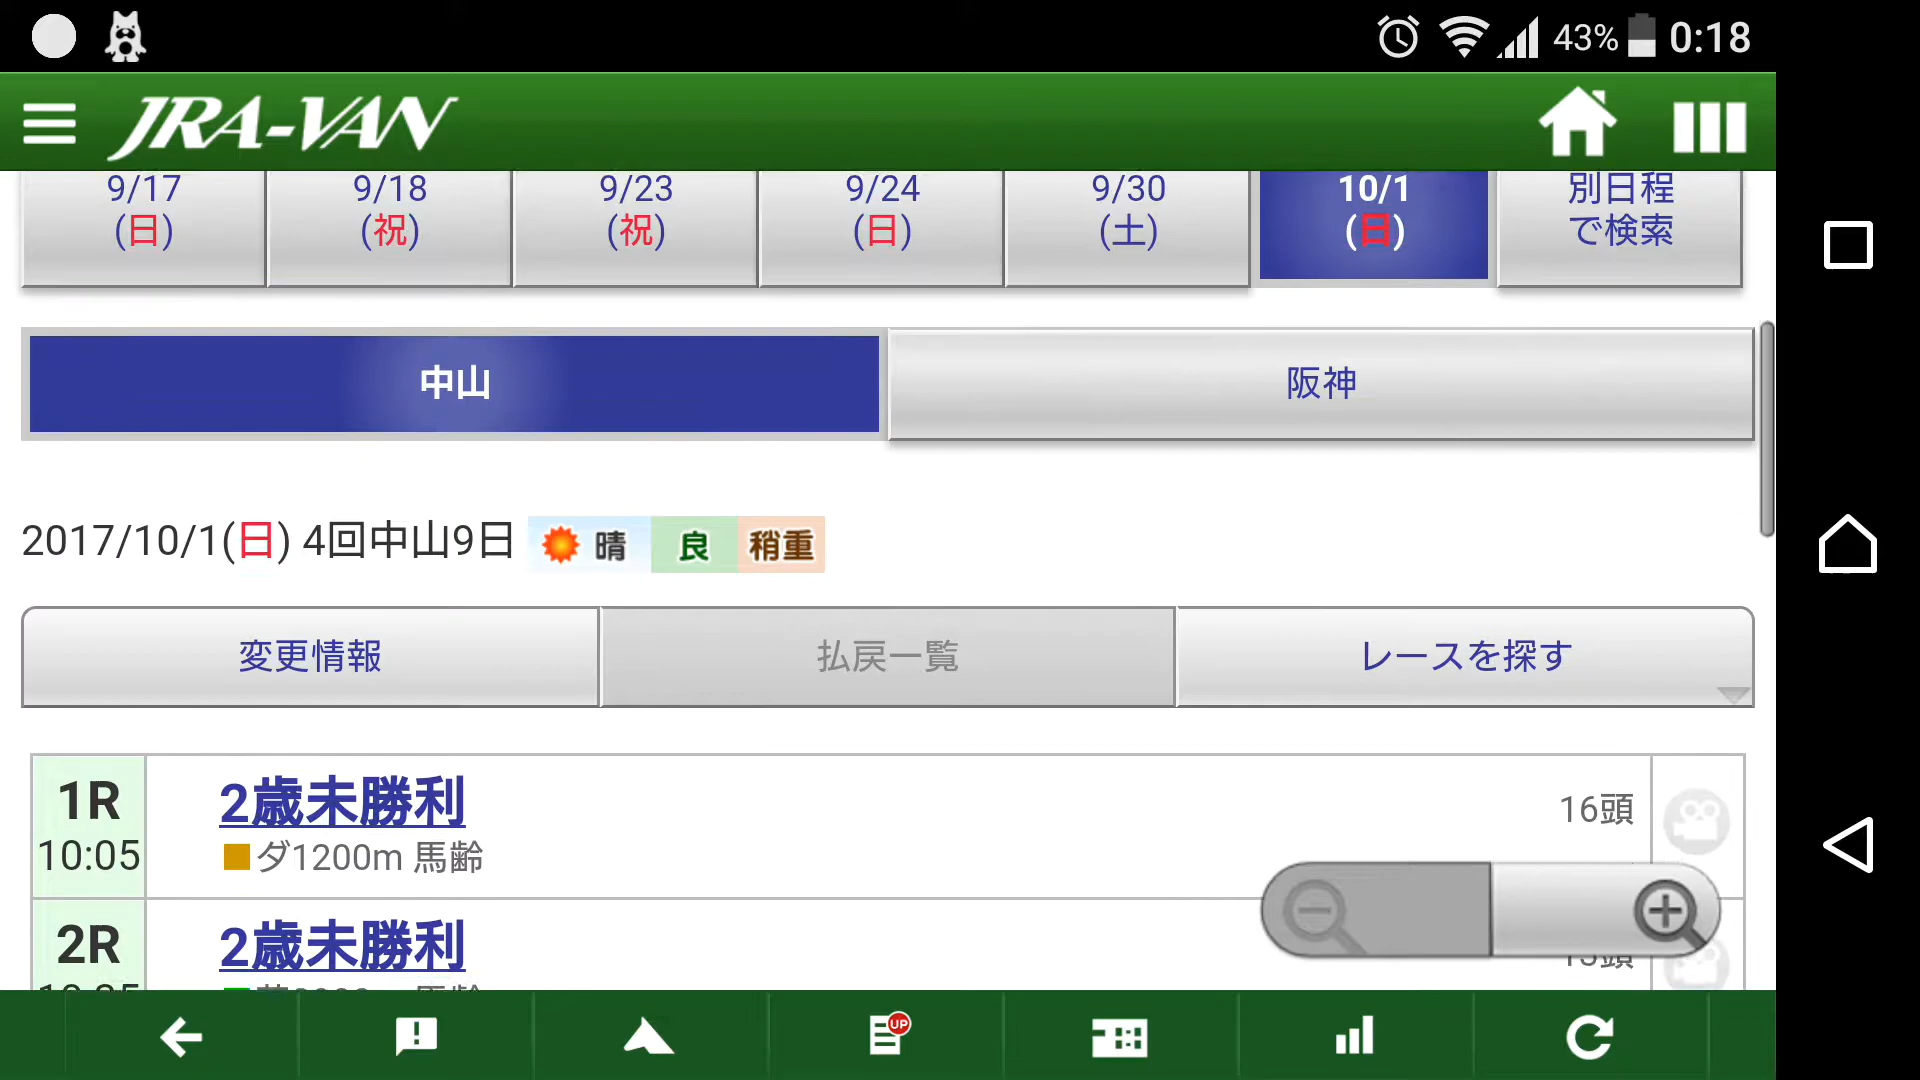 43% 0:18
JRA-VAN
9/17 9/18 9/23 9/24 9/30 10/1 別日程
(日) (祝) (祝) (日) (土) (日) で検索
中山 阪神
2017/10/1(日) 4回中山9日 晴 良 稍重
変更情報 払戻一覧 レースを探す
1R 2歳未勝利 16頭
10:05 ダ1200m 馬齢
2R 2歳未勝利
UP